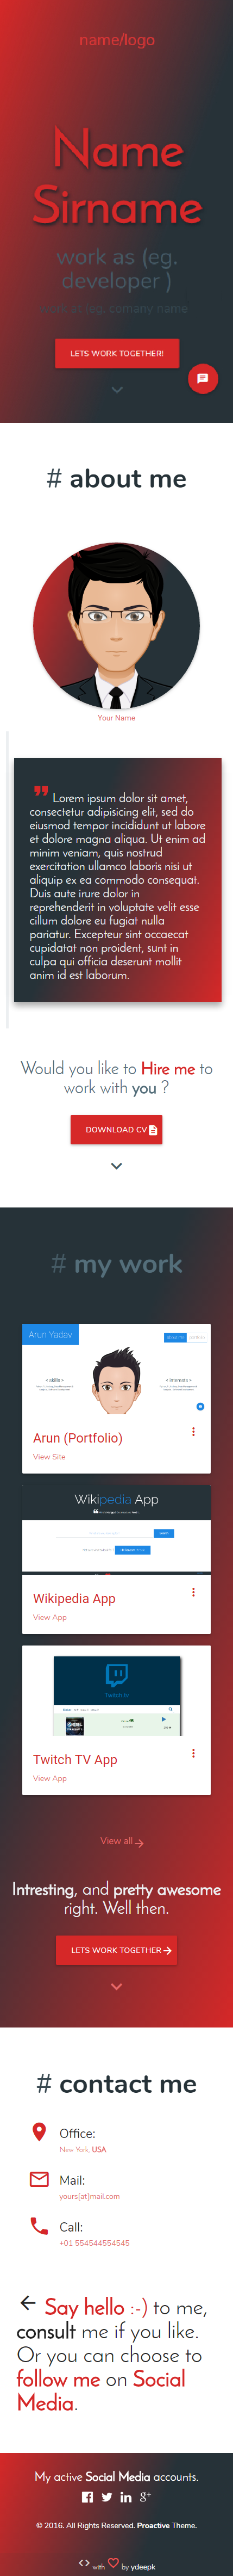 name/logo
Name
Sirname
work as (eg.
developer )
work at (eg. comany name
LETS WORK TOGETHER!
# about me
Your Name
Lorem ipsum dolor sit amet,
consectetur adipisicing elit, sed do
eiusmod tempor incididunt ut labore
et dolore magna aliqua. Ut enim ad
minim veniam, quis nostrud
exercitation ullamco laboris nisi ut
aliquip ex ea commodo consequat.
Duis aute irure dolor in
reprehenderit in voluptate velit esse
cillum dolore eu fugiat nulla
pariatur. Excepteur sint occaecat
cupidatat non proident, sunt in
culpa qui officia deserunt mollit
anim id est laborum.
Would you like to Hire me to
work with you ?
DOWNLOAD CV
# my work
Arun Yadav
« skills »
« interests »
Arun (Portfolio)
View Site
Wikipedia App
Wikipedia App
View App
Twitch.tv
Twitch TV App
View App
View all
Intresting, and pretty awesome
right. Well then.
LETS WORK TOGETHER
# contact me
Office:
New York, USA
Mail:
yours[at]mail.com
Call:
+01 554544554545
Say hello :-) to me,
consult me if you like.
Or you can choose to
follow me on Social
Media.
My active Social Media accounts.
© 2016. All Rights Reserved. Proactive Theme.
<> with by ydeepk